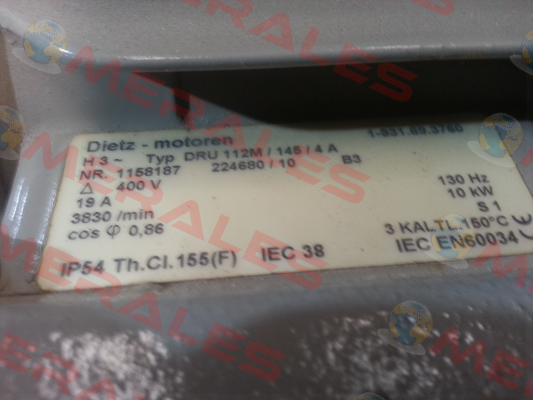 MERALES
Dietz - motoren 1-931.69.3760
H 3 ~ Typ DRU 112M / 145 / 4 A
NR. 1158187 224680 / 10 B3
Δ 400 V 130 Hz
19 A 10 kW
3830 /min S 1
cos φ 0,86 3 KALTL.160°C
IP54 Th.Cl.155(F) IEC 38 IEC EN60034
MERALES
MERALES